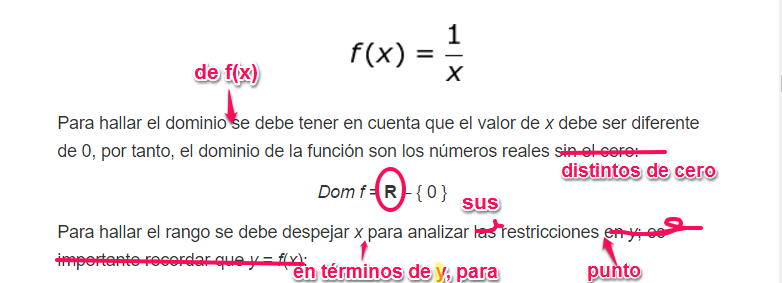 f(x) = 1/x
de f(x)
Para hallar el dominio se debe tener en cuenta que el valor de x debe ser diferente
de 0, por tanto, el dominio de la función son los números reales sin el cero:
distintos de cero
Dom f = R - { 0 }
sus
Para hallar el rango se debe despejar x para analizar las restricciones en y; es
importante recordar que y = f(x):
en términos de y, para
punto